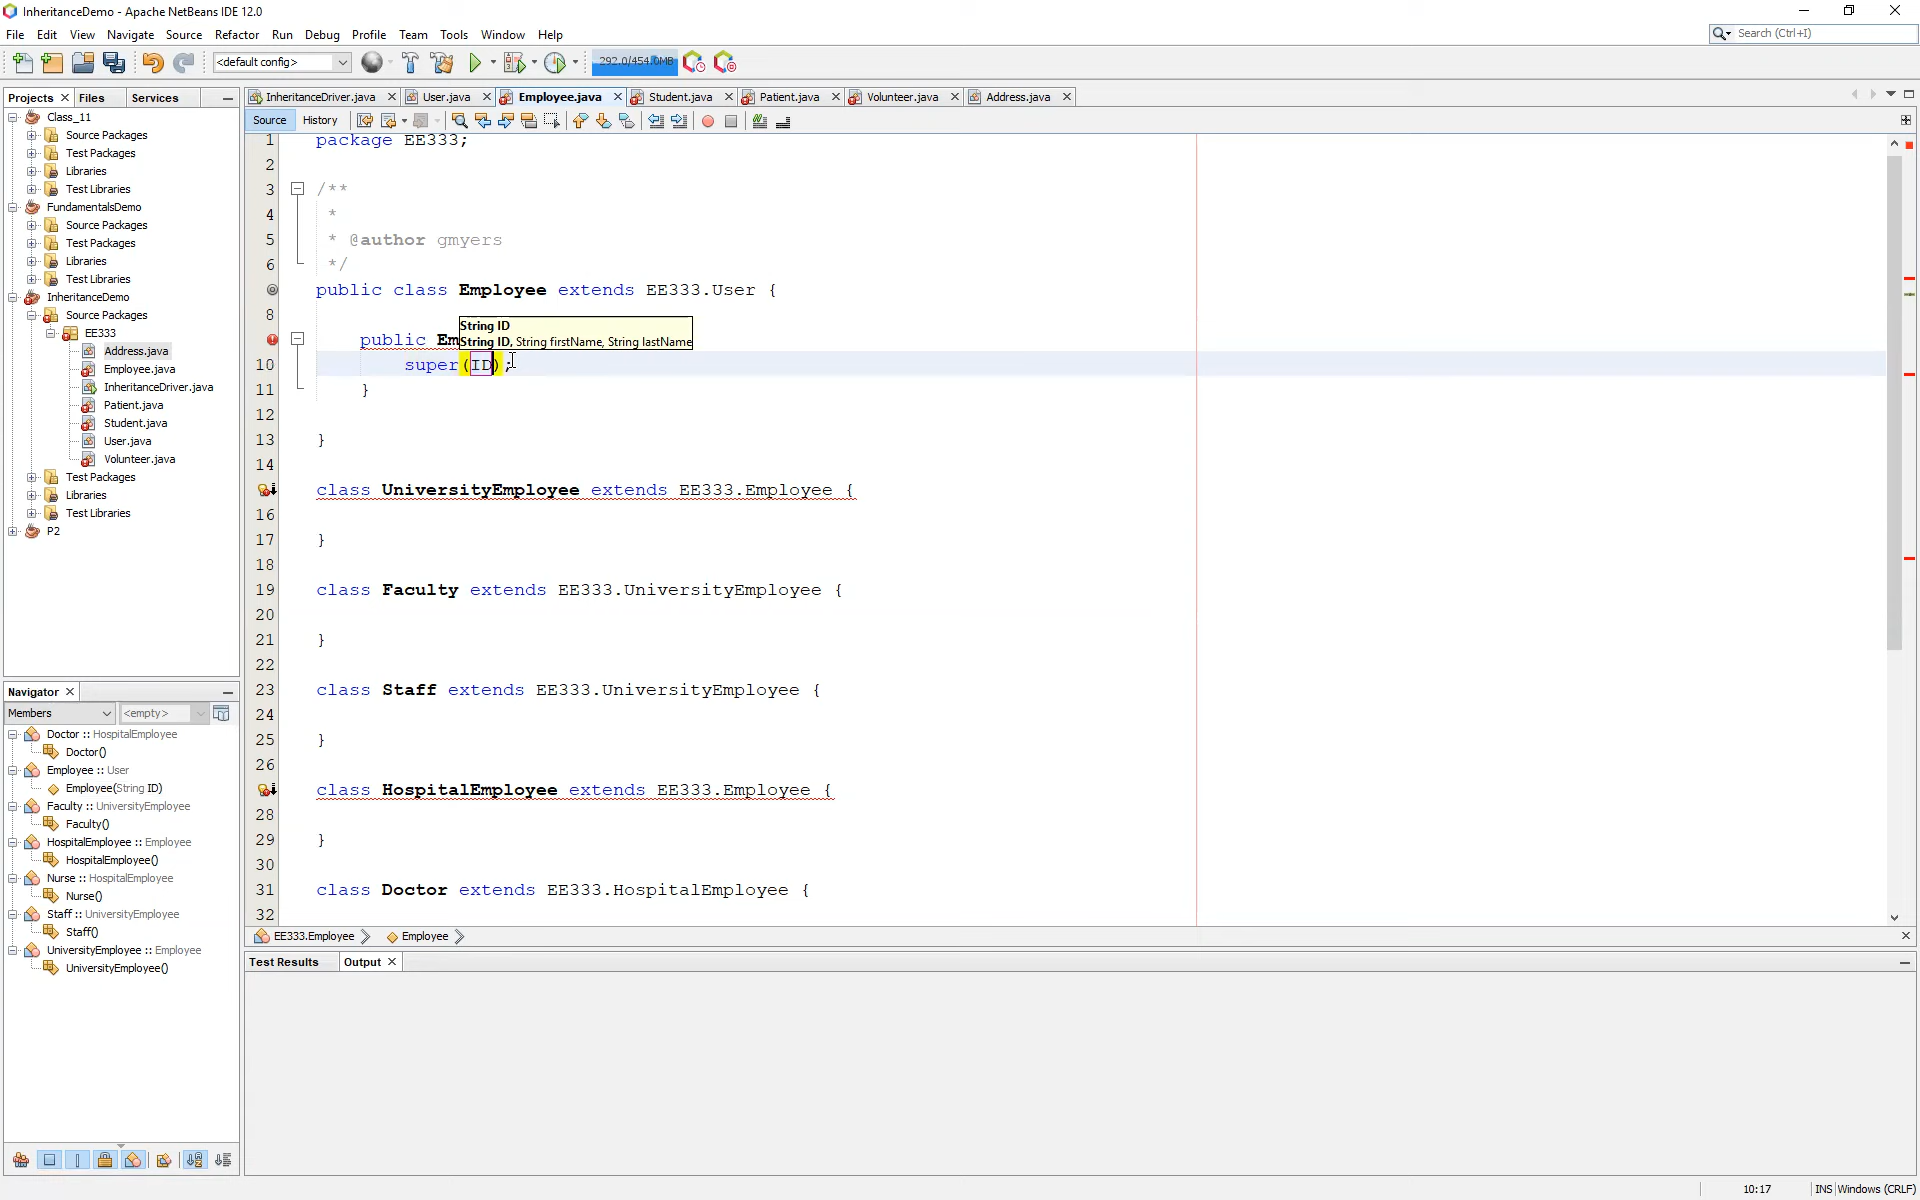 InheritanceDemo - Apache NetBeans IDE 12.0
File Edit View Navigate Source Refactor Run Debug Profile Team Tools Window Help
Search (Ctrl+I)
<default config>
292.0/454.0MB
Projects Files Services
InheritanceDriver.java User.java Employee.java Student.java Patient.java Volunteer.java Address.java
Source History
Class_11
Source Packages
Test Packages
Libraries
Test Libraries
FundamentalsDemo
Source Packages
Test Packages
Libraries
Test Libraries
InheritanceDemo
Source Packages
EE333
Address.java
Employee.java
InheritanceDriver.java
Patient.java
Student.java
User.java
Volunteer.java
Test Packages
Libraries
Test Libraries
P2
Navigator
Members <empty>
Doctor :: HospitalEmployee
Doctor()
Employee :: User
Employee(String ID)
Faculty :: UniversityEmployee
Faculty()
HospitalEmployee :: Employee
HospitalEmployee()
Nurse :: HospitalEmployee
Nurse()
Staff :: UniversityEmployee
Staff()
UniversityEmployee :: Employee
UniversityEmployee()
1 package EE333;
2
3 /**
4 *
5 * @author gmyers
6 */
public class Employee extends EE333.User {
8
String ID
public Em
String ID, String firstName, String lastName
10 super(ID);
11 }
12
13 }
14
class UniversityEmployee extends EE333.Employee {
16
17 }
18
19 class Faculty extends EE333.UniversityEmployee {
20
21 }
22
23 class Staff extends EE333.UniversityEmployee {
24
25 }
26
class HospitalEmployee extends EE333.Employee {
28
29 }
30
31 class Doctor extends EE333.HospitalEmployee {
32
EE333.Employee Employee
Test Results Output
10:17 INS Windows (CRLF)